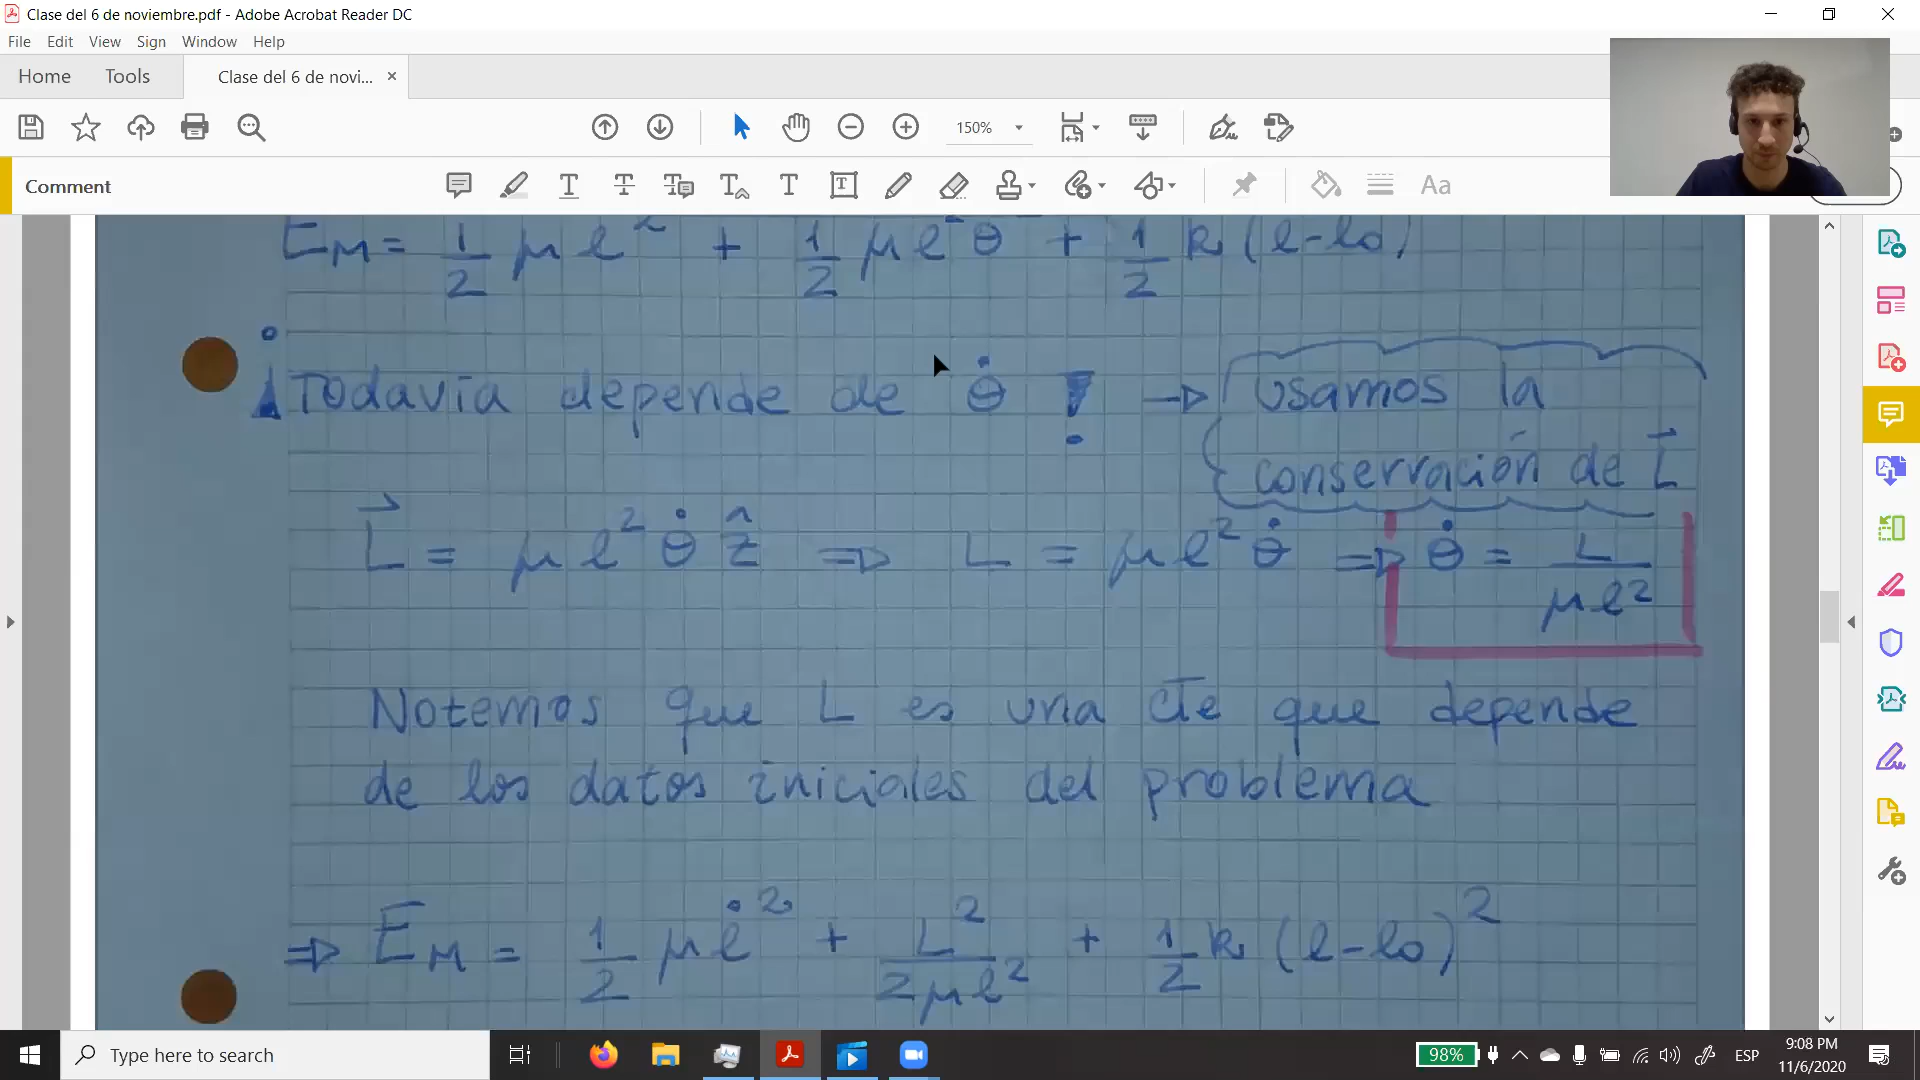 Clase del 6 de noviembre.pdf - Adobe Acrobat Reader DC
File Edit View Sign Window Help
Home Tools Clase del 6 de novi... ×
150%
Comment
Aa
E_M = 1/2 μ l̇² + 1/2 μ l² θ̇² + 1/2 k (l-lo)
¡Todavía depende de θ̇ ! → usamos la
conservación de L⃗
L⃗ = μ l² θ̇ ẑ ⇒ L = μ l² θ̇ ⇒ θ̇ = L / μ l²
Notemos que L es una cte que depende
de los datos iniciales del problema
⇒ E_M = 1/2 μ l̇² + L² / 2μl² + 1/2 k (l-lo)²
Type here to search
98%
ESP
9:08 PM
11/6/2020